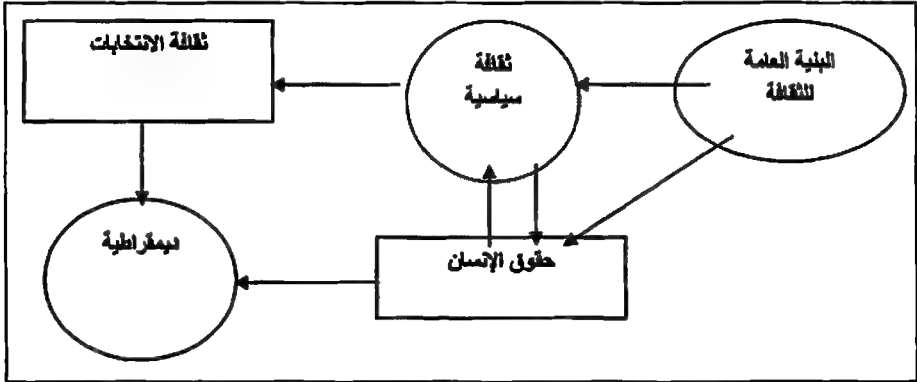 البنية العامة
للثقافة
ثقافة
سياسية
ثقافة الانتخابات
حقوق الإنسان
ديمقراطية